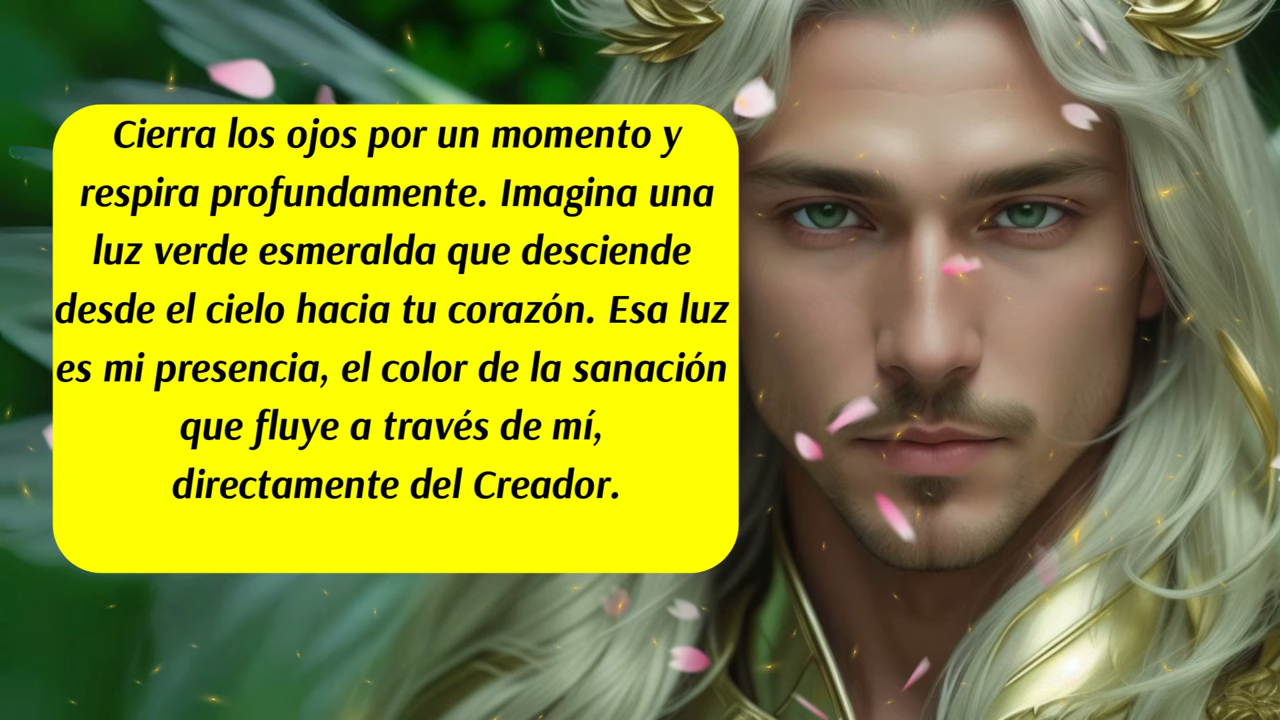 Cierra los ojos por un momento y
respira profundamente. Imagina una
luz verde esmeralda que desciende
desde el cielo hacia tu corazón. Esa luz
es mi presencia, el color de la sanación
que fluye a través de mí,
directamente del Creador.